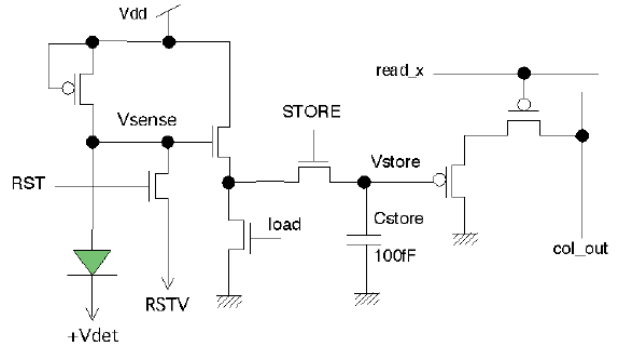 Vdd
read_x
Vsense
STORE
Vstore
RST
load
Cstore
100fF
col_out
RSTV
+Vdet